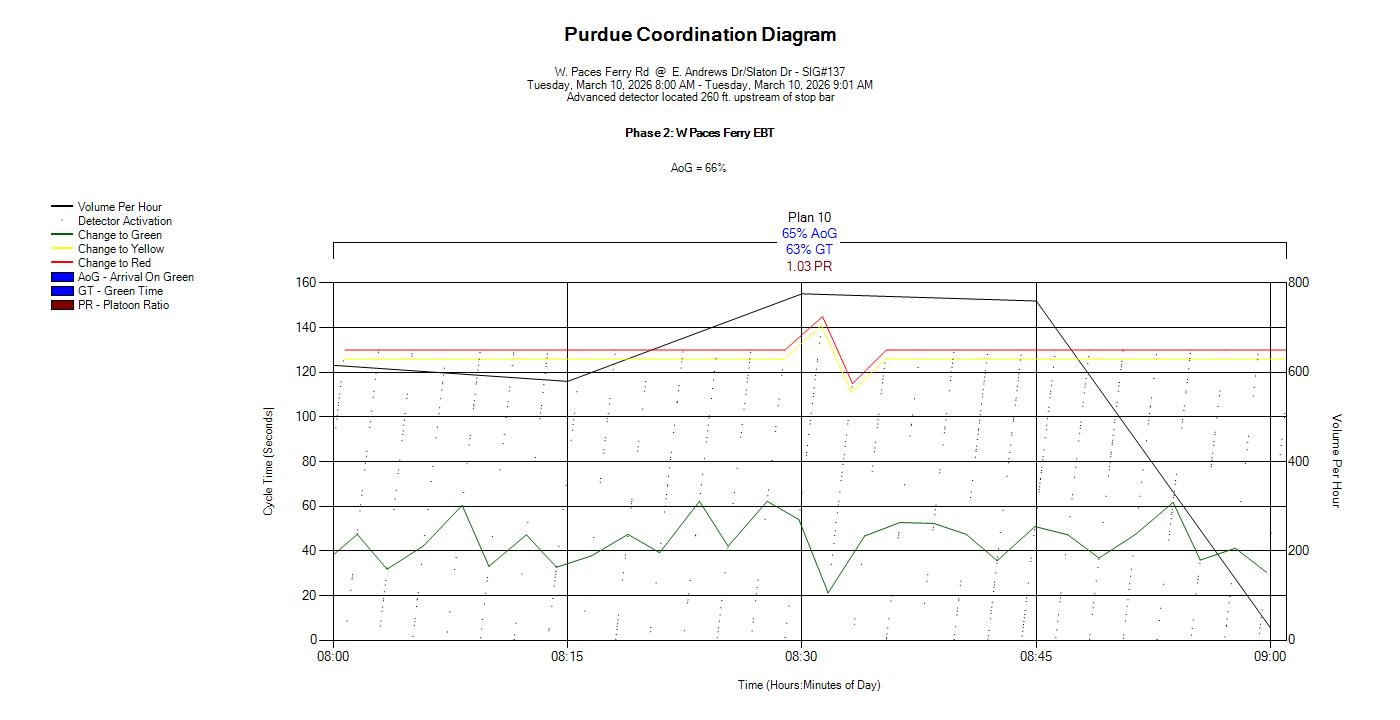 Purdue Coordination Diagram
W. Paces Ferry Rd @ E. Andrews Dr/Slaton Dr - SIG#137
Tuesday, March 10, 2026 8:00 AM - Tuesday, March 10, 2026 9:01 AM
Advanced detector located 260 ft. upstream of stop bar
Phase 2: W Paces Ferry EBT
AoG = 66%
Volume Per Hour
Detector Activation
Change to Green
Change to Yellow
Change to Red
AoG - Arrival On Green
GT - Green Time
PR - Platoon Ratio
Plan 10
65% AoG
63% GT
1.03 PR
160
140
120
100
80
60
40
20
0
Cycle Time (Seconds)
800
600
400
200
0
Volume Per Hour
08:00 08:15 08:30 08:45 09:00
Time (Hours:Minutes of Day)